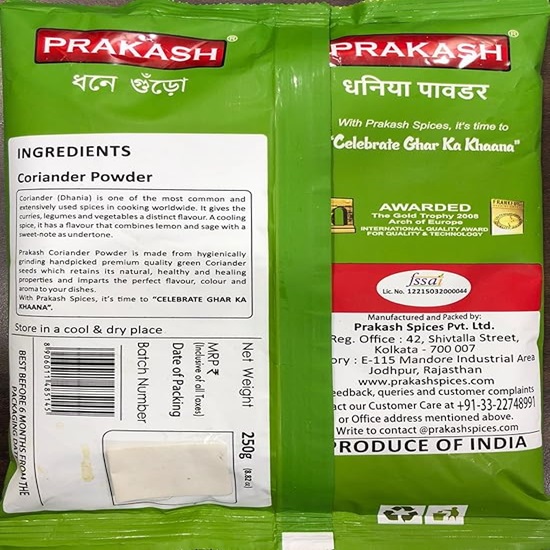 PRAKASH®
ধনে গুঁড়ো
INGREDIENTS
Coriander Powder
Coriander (Dhania) is one of the most common and
extensively used spices in cooking worldwide. It gives the
curries, legumes and vegetables a distinct flavour. A cooling
spice, it has a flavour that combines lemon and sage with a
sweet-note as undertone.
Prakash Coriander Powder is made from hygienically
grinding handpicked premium quality green Coriander
seeds which retains its natural, healthy and healing
properties and imparts the perfect flavour, colour and
aroma to your dishes.
With Prakash Spices, it's time to "CELEBRATE GHAR KA
KHAANA".
Store in a cool & dry place
8906011485145
BEST BEFORE 6 MONTHS FROM THE
PACKAGING DATE
Batch Number
Date of Packing
MRP ₹
(Inclusive of all Taxes)
Net Weight 250g (8.82 oz)
PRAKASH®
धनिया पावडर
With Prakash Spices, it's time to
"Celebrate Ghar Ka Khaana"
AWARDED
The Gold Trophy 2008
Arch of Europe
INTERNATIONAL QUALITY AWARD
FOR QUALITY & TECHNOLOGY
fssai
Lic. No. 12215032000044
Manufactured and Packed by:
Prakash Spices Pvt. Ltd.
Reg. Office : 42, Shivtalla Street,
Kolkata - 700 007
ory : E-115 Mandore Industrial Area
Jodhpur, Rajasthan
www.prakashspices.com
eedback, queries and customer complaints
act our Customer Care at +91-33-22748991
or Office address mentioned above.
Write to contact @prakashspices.com
PRODUCE OF INDIA